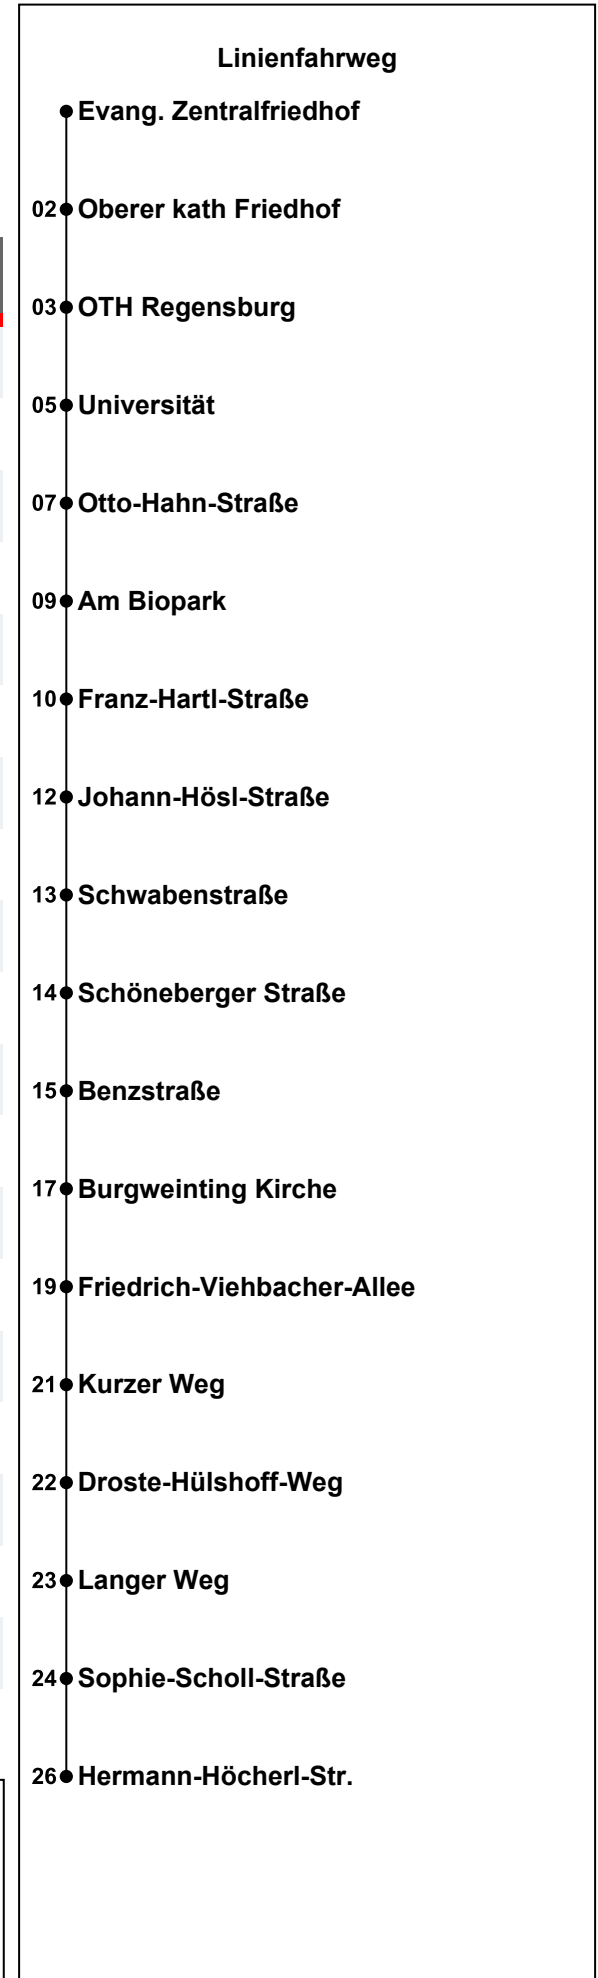 Linienfahrweg
Evang. Zentralfriedhof
02 Oberer kath Friedhof
03 OTH Regensburg
05 Universität
07 Otto-Hahn-Straße
09 Am Biopark
10 Franz-Hartl-Straße
12 Johann-Hösl-Straße
13 Schwabenstraße
14 Schöneberger Straße
15 Benzstraße
17 Burgweinting Kirche
19 Friedrich-Viehbacher-Allee
21 Kurzer Weg
22 Droste-Hülshoff-Weg
23 Langer Weg
24 Sophie-Scholl-Straße
26 Hermann-Höcherl-Str.